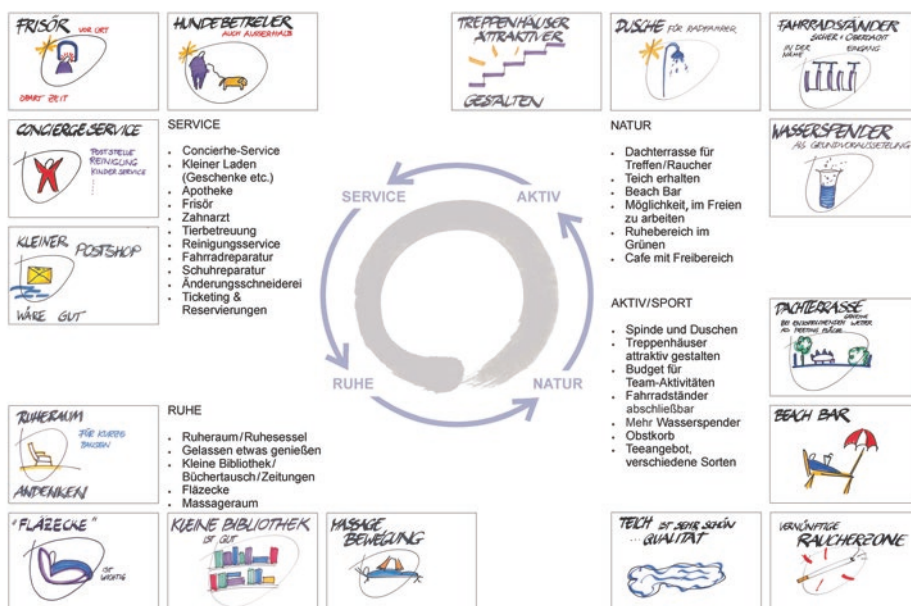 FRISÖR VOR ORT
SPART ZEIT
HUNDEBETREUER
AUCH AUSSERHALB
TREPPENHÄUSER
ATTRAKTIVER
GESTALTEN
DUSCHE FÜR RADFAHRER
FAHRRADSTÄNDER
SICHER + ÜBERDACHT
IN DER
NÄHE
EINGANG
CONCIERGESERVICE
POSTSTELLE
REINIGUNG
KINDERSERVICE
...
KLEINER
POSTSHOP
WÄRE GUT
SERVICE
• Concierhe-Service
• Kleiner Laden
(Geschenke etc.)
• Apotheke
• Frisör
• Zahnarzt
• Tierbetreuung
• Reinigungsservice
• Fahrradreparatur
• Schuhreparatur
• Änderungsschneiderei
• Ticketing &
Reservierungen
SERVICE
AKTIV
RUHE
NATUR
NATUR
• Dachterrasse für
Treffen/Raucher
• Teich erhalten
• Beach Bar
• Möglichkeit, im Freien
zu arbeiten
• Ruhebereich im
Grünen
• Cafe mit Freibereich
WASSERSPENDER
ALS GRUNDVORAUSSETZUNG
AKTIV/SPORT
• Spinde und Duschen
• Treppenhäuser
attraktiv gestalten
• Budget für
Team-Aktivitäten
• Fahrradständer
abschließbar
• Mehr Wasserspender
• Obstkorb
• Teeangebot,
verschiedene Sorten
DACHTERRASSE
BEI ENTSPRECHENDEM WETTER
BEACH BAR
RUHERAUM
FÜR KURZES
ANDENKEN
RUHE
• Ruheraum/Ruhesessel
• Gelassen etwas genießen
• Kleine Bibliothek/
Büchertausch/Zeitungen
• Fläzecke
• Massageraum
"FLÄZECKE"
IST
WICHTIG
KLEINE BIBLIOTHEK
IST GUT
MASSAGE
BEWEGUNG
TEICH IST SEHR SCHÖN
... QUALITÄT
VERNÜNFTIGE
RAUCHERZONE